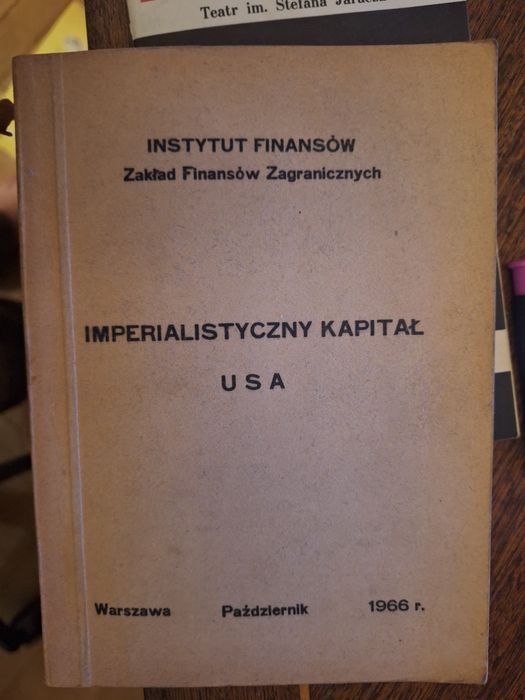 Teatr im. Stefana
INSTYTUT FINANSÓW
Zakład Finansów Zagranicznych
IMPERIALISTYCZNY KAPITAŁ
USA
Warszawa Październik 1966 r.